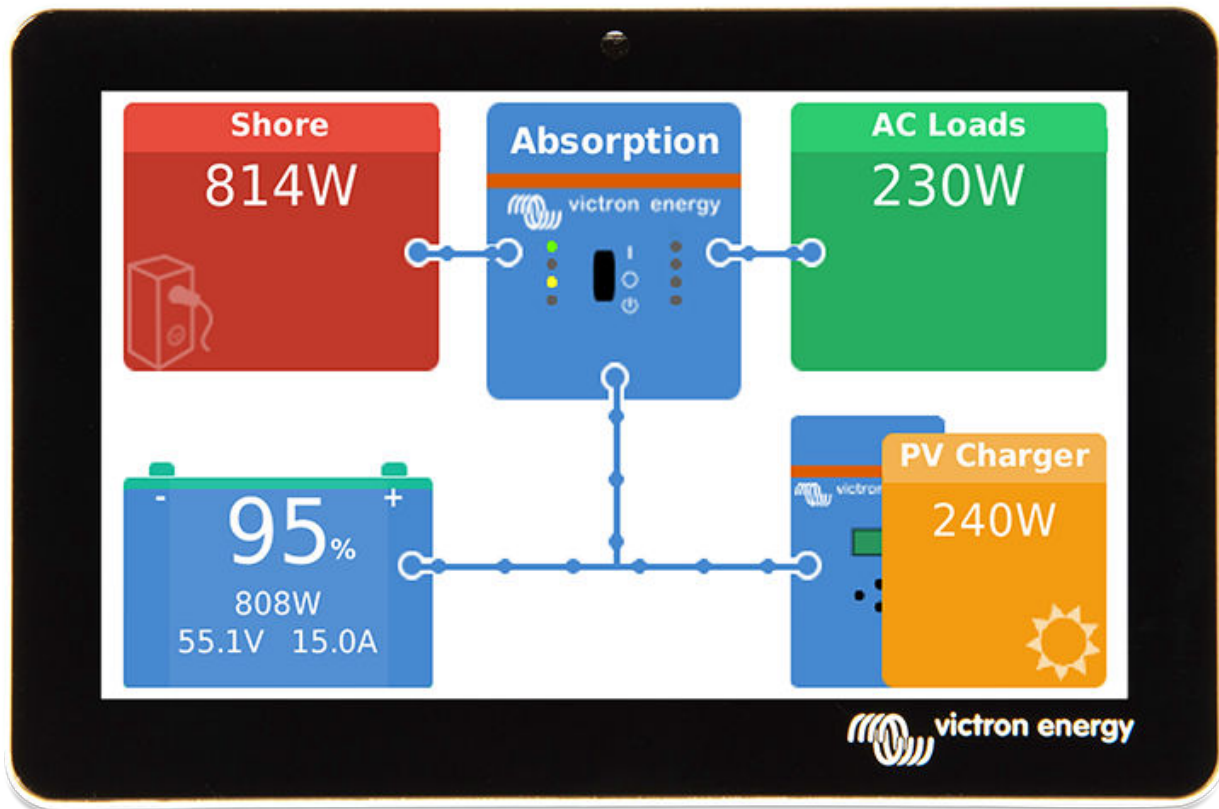 Shore
814W
Absorption
victron energy
AC Loads
230W
- +
95%
808W
55.1V 15.0A
victron
PV Charger
240W
victron energy